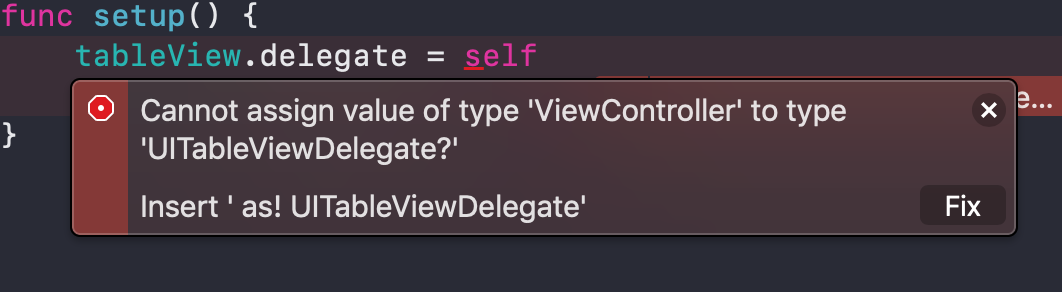 func setup() {
tableView.delegate = self
Cannot assign value of type 'ViewController' to type
'UITableViewDelegate?'
Insert ' as! UITableViewDelegate'
Fix
e...
}